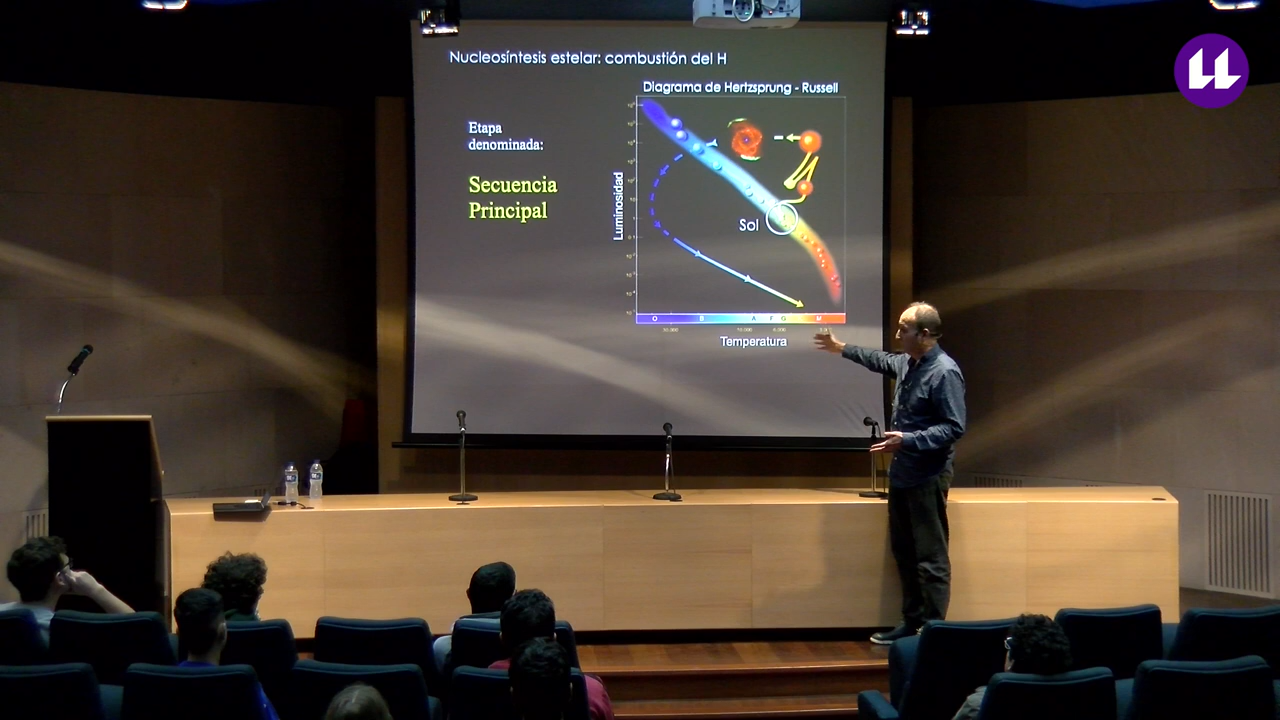 Nucleosíntesis estelar: combustión del H
Diagrama de Hertzsprung - Russell
Etapa
denominada:
Secuencia
Principal
Luminosidad
Sol
O B A F G M
Temperatura